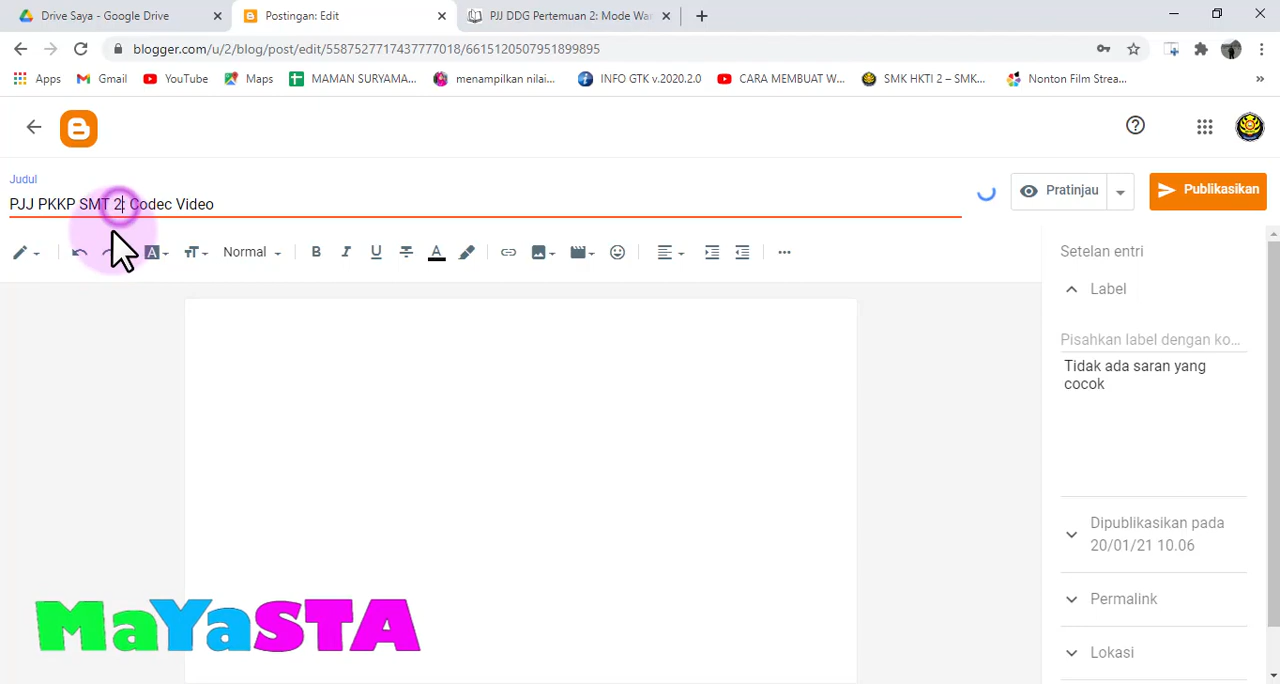 Drive Saya - Google Drive
Postingan: Edit
PJJ DDG Pertemuan 2: Mode War
blogger.com/u/2/blog/post/edit/5587527717437777018/6615120507951899895
Apps
Gmail
YouTube
Maps
MAMAN SURYAMA...
menampilkan nilai...
INFO GTK v.2020.2.0
CARA MEMBUAT W...
SMK HKTI 2 – SMK...
Nonton Film Strea...
»
Judul
PJJ PKKP SMT 2: Codec Video
Pratinjau
Publikasikan
Normal
B
I
U
A
Setelan entri
Label
Pisahkan label dengan ko...
Tidak ada saran yang
cocok
Dipublikasikan pada
20/01/21 10.06
Permalink
Lokasi
MaYaSTA